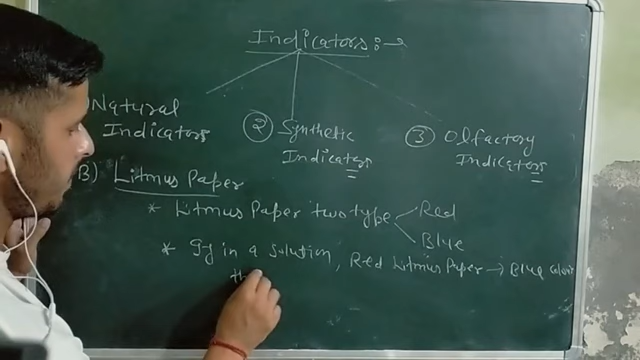 Indicators :→
Natural
Indicators
② Synthetic
Indicators
③ Olfactory
Indicators
B) Litmus Paper
* Litmus Paper two type
Red
Blue
* If in a solution, Red Litmus Paper → Blue